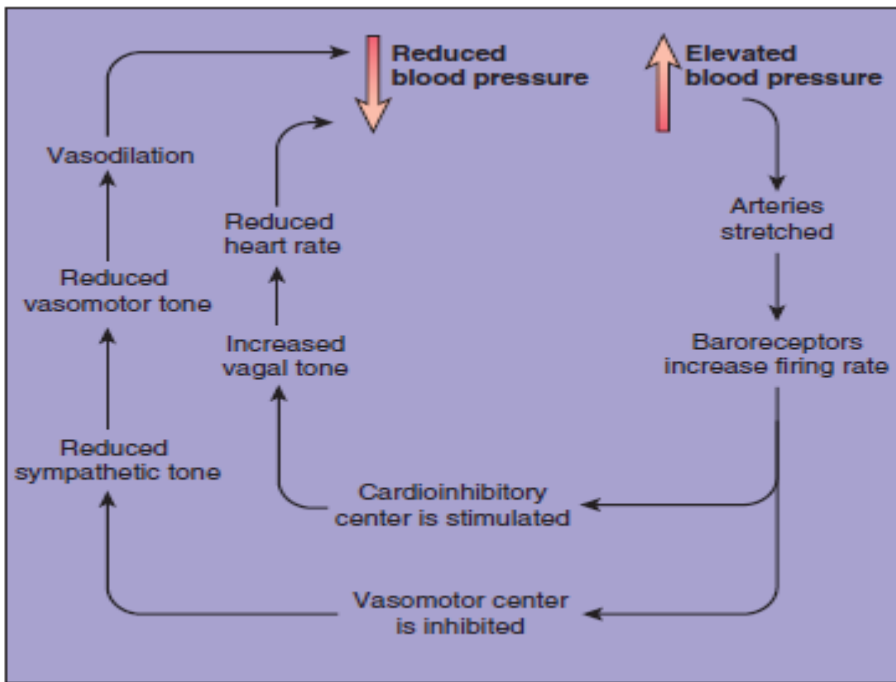 Reduced
blood pressure
Elevated
blood pressure
Vasodilation
Arteries
stretched
Reduced
heart rate
Reduced
vasomotor tone
Increased
vagal tone
Baroreceptors
increase firing rate
Reduced
sympathetic tone
Cardioinhibitory
center is stimulated
Vasomotor center
is inhibited